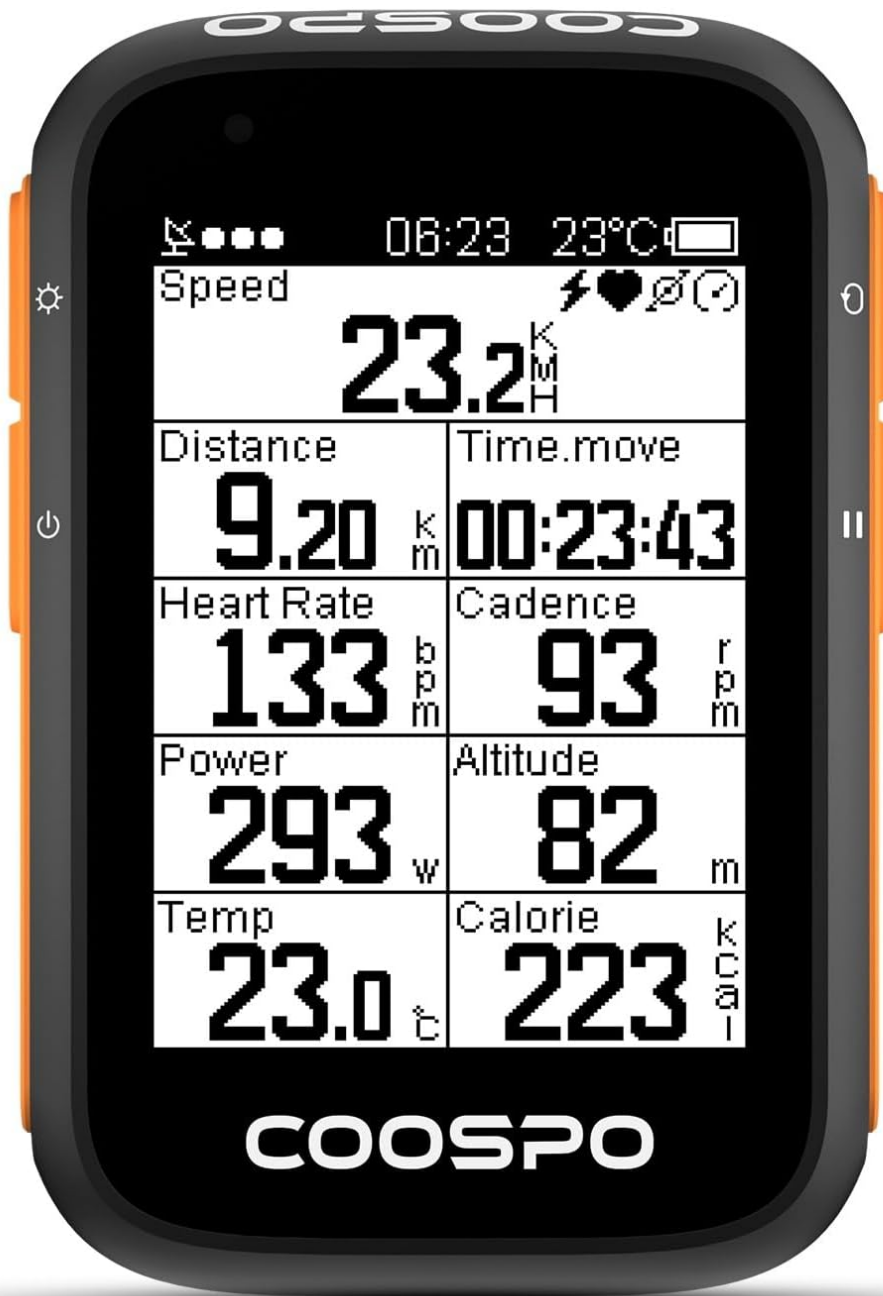 COOSPO
06:23 23°C
Speed
23.2 KMH
Distance Time.move
9.20 km 00:23:43
Heart Rate Cadence
133 bpm 93 rpm
Power Altitude
293 w 82 m
Temp Calorie
23.0 °C 223 Kcal
COOSPO